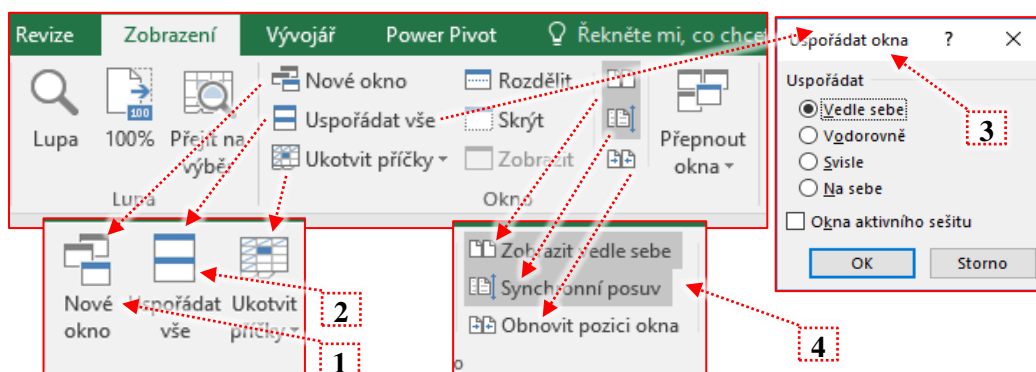 Revize Zobrazení Vývojář Power Pivot Řekněte mi, co chcet
Uspořádat okna ? ×
Lupa 100% Přejít na výběr
Nové okno
Uspořádat vše
Ukotvit příčky
Rozdělit
Skrýt
Zobrazit
Přepnout
okna
Lupa
Okno
Uspořádat
Vedle sebe
Vodorovně
Svisle
Na sebe
Okna aktivního sešitu
OK Storno
3
Nové okno
Uspořádat vše
Ukotvit příčky
2
1
Zobrazit vedle sebe
Synchronní posuv
Obnovit pozici okna
o
4